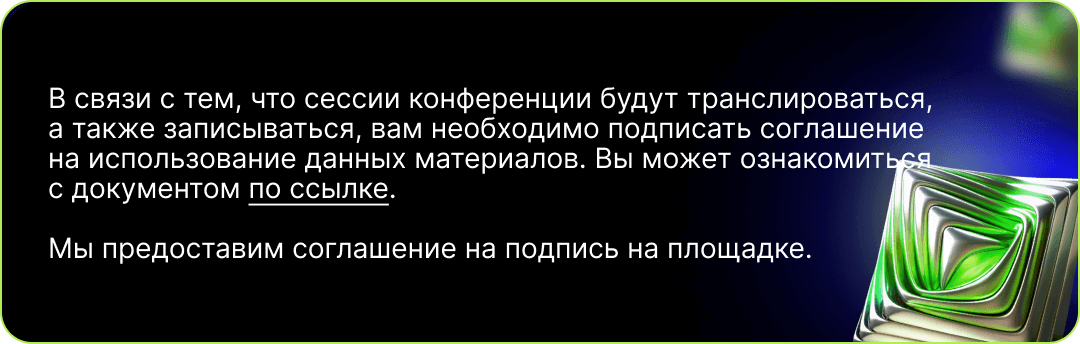 В связи с тем, что сессии конференции будут транслироваться,
а также записываться, вам необходимо подписать соглашение
на использование данных материалов. Вы может ознакомиться
с документом по ссылке.
Мы предоставим соглашение на подпись на площадке.